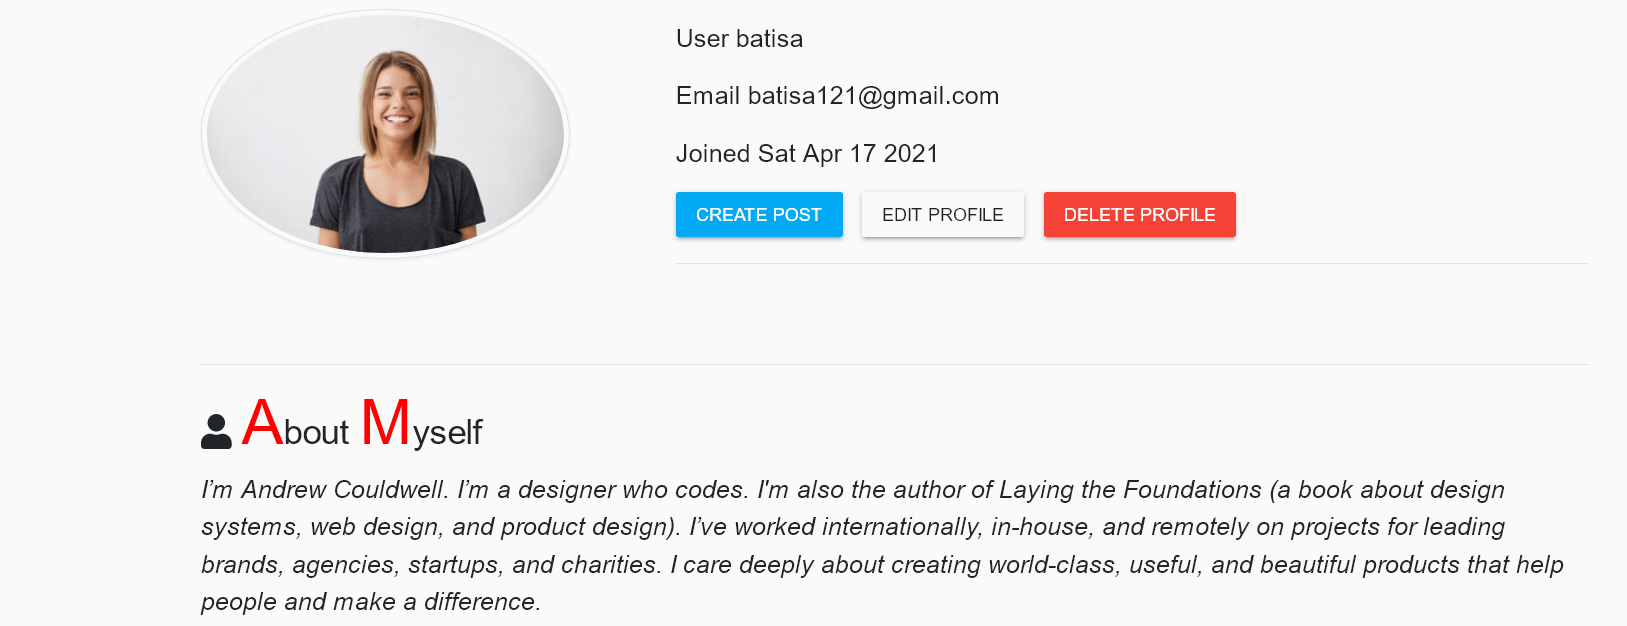 User batisa
Email batisa121@gmail.com
Joined Sat Apr 17 2021
CREATE POST
EDIT PROFILE
DELETE PROFILE
About Myself
I’m Andrew Couldwell. I’m a designer who codes. I'm also the author of Laying the Foundations (a book about design
systems, web design, and product design). I’ve worked internationally, in-house, and remotely on projects for leading
brands, agencies, startups, and charities. I care deeply about creating world-class, useful, and beautiful products that help
people and make a difference.